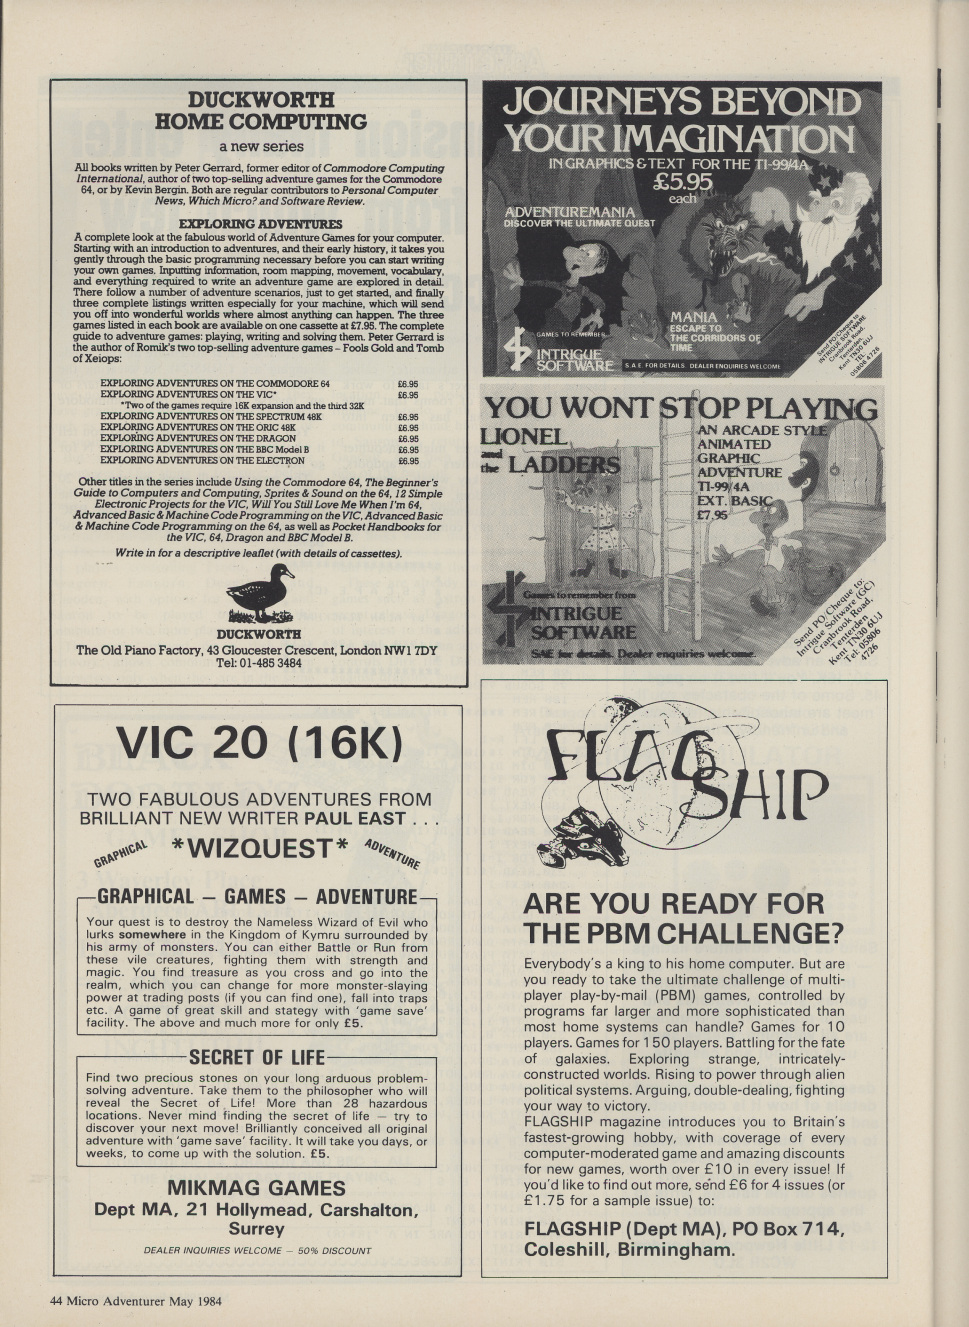 DUCKWORTH
HOME COMPUTING
a new series
All books written by Peter Gerrard, former editor of Commodore Computing
International, author of two top-selling adventure games for the Commodore
64, or by Kevin Bergin. Both are regular contributors to Personal Computer
News, Which Micro? and Software Review.
EXPLORING ADVENTURES
A complete look at the fabulous world of Adventure Games for your computer.
Starting with an introduction to adventures, and their early history, it takes you
gently through the basic programming necessary before you can start writing
your own games. Inputting information, room mapping, movement, vocabulary,
and everything required to write an adventure game are explored in detail.
There follow a number of adventure scenarios, just to get started, and finally
three complete listings written especially for your machine, which will send
you off into wonderful worlds where almost anything can happen. The three
games listed in each book are available on one cassette at £7.95. The complete
guide to adventure games: playing, writing and solving them. Peter Gerrard is
the author of Romik's two top-selling adventure games – Fools Gold and Tomb
of Xeiops:
EXPLORING ADVENTURES ON THE COMMODORE 64 £6.95
EXPLORING ADVENTURES ON THE VIC* £6.95
*Two of the games require 16K expansion and the third 32K
EXPLORING ADVENTURES ON THE SPECTRUM 48K £6.95
EXPLORING ADVENTURES ON THE ORIC 48K £6.95
EXPLORING ADVENTURES ON THE DRAGON £6.95
EXPLORING ADVENTURES ON THE BBC Model B £6.95
EXPLORING ADVENTURES ON THE ELECTRON £6.95
Other titles in the series include Using the Commodore 64, The Beginner's
Guide to Computers and Computing, Sprites & Sound on the 64, 12 Simple
Electronic Projects for the VIC, Will You Still Love Me When I'm 64,
Advanced Basic & Machine Code Programming on the VIC, Advanced Basic
& Machine Code Programming on the 64, as well as Pocket Handbooks for
the VIC, 64, Dragon and BBC Model B.
Write in for a descriptive leaflet (with details of cassettes).
DUCKWORTH
The Old Piano Factory, 43 Gloucester Crescent, London NW1 7DY
Tel: 01-485 3484
JOURNEYS BEYOND
YOUR IMAGINATION
IN GRAPHICS & TEXT FOR THE TI-99/4A
£5.95
each
ADVENTUREMANIA
DISCOVER THE ULTIMATE QUEST
MANIA
ESCAPE TO
THE CORRIDORS OF
TIME
GAMES TO REMEMBER
INTRIGUE
SOFTWARE
S.A.E. FOR DETAILS DEALER ENQUIRIES WELCOME
Send PO/Cheque to
INTRIGUE SOFTWARE
Cranbrook Road,
Tenterden
Kent TN30 6UJ
TEL.
05806 4726
YOU WONT STOP PLAYING
LIONEL
and
the LADDERS
AN ARCADE STYLE
ANIMATED
GRAPHIC
ADVENTURE
TI-99/4A
EXT. BASIC
£7.95
Games to remember from
INTRIGUE
SOFTWARE
SAE for details. Dealer enquiries welcome.
Send PO/Cheque to:
Intrigue Software (GC)
Cranbrook Road,
Tenterden
Kent TN30 6UJ
Tel: 05806
4726
VIC 20 (16K)
TWO FABULOUS ADVENTURES FROM
BRILLIANT NEW WRITER PAUL EAST . . .
GRAPHICAL *WIZQUEST* ADVENTURE
GRAPHICAL – GAMES – ADVENTURE
Your quest is to destroy the Nameless Wizard of Evil who
lurks somewhere in the Kingdom of Kymru surrounded by
his army of monsters. You can either Battle or Run from
these vile creatures, fighting them with strength and
magic. You find treasure as you cross and go into the
realm, which you can change for more monster-slaying
power at trading posts (if you can find one), fall into traps
etc. A game of great skill and stategy with 'game save'
facility. The above and much more for only £5.
SECRET OF LIFE
Find two precious stones on your long arduous problem-
solving adventure. Take them to the philosopher who will
reveal the Secret of Life! More than 28 hazardous
locations. Never mind finding the secret of life — try to
discover your next move! Brilliantly conceived all original
adventure with 'game save' facility. It will take you days, or
weeks, to come up with the solution. £5.
MIKMAG GAMES
Dept MA, 21 Hollymead, Carshalton,
Surrey
DEALER INQUIRIES WELCOME — 50% DISCOUNT
FLAG
SHIP
ARE YOU READY FOR
THE PBM CHALLENGE?
Everybody's a king to his home computer. But are
you ready to take the ultimate challenge of multi-
player play-by-mail (PBM) games, controlled by
programs far larger and more sophisticated than
most home systems can handle? Games for 10
players. Games for 150 players. Battling for the fate
of galaxies. Exploring strange, intricately-
constructed worlds. Rising to power through alien
political systems. Arguing, double-dealing, fighting
your way to victory.
FLAGSHIP magazine introduces you to Britain's
fastest-growing hobby, with coverage of every
computer-moderated game and amazing discounts
for new games, worth over £10 in every issue! If
you'd like to find out more, send £6 for 4 issues (or
£1.75 for a sample issue) to:
FLAGSHIP (Dept MA), PO Box 714,
Coleshill, Birmingham.
44 Micro Adventurer May 1984